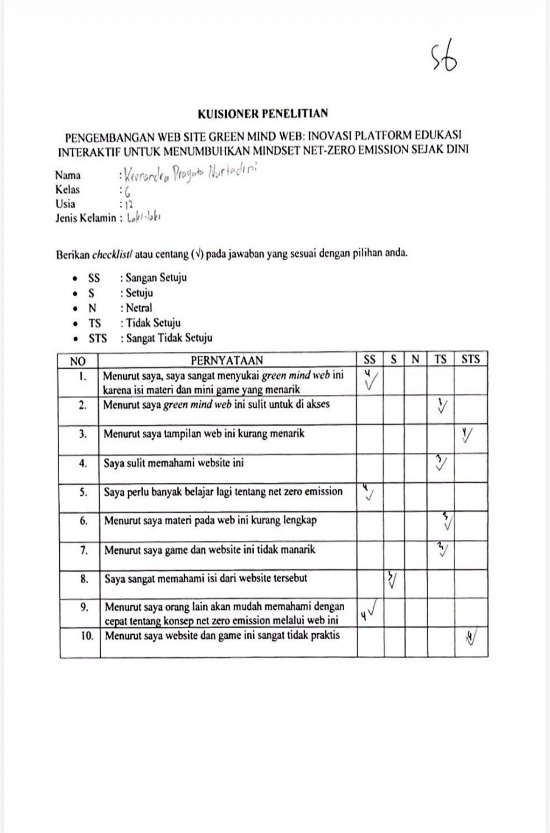 56
KUISIONER PENELITIAN
PENGEMBANGAN WEB SITE GREEN MIND WEB: INOVASI PLATFORM EDUKASI
INTERAKTIF UNTUK MENUMBUHKAN MINDSET NET-ZERO EMISSION SEJAK DINI
Nama :
Kelas : 6
Usia : 12
Jenis Kelamin : Laki-laki
Berikan checklist/ atau centang (√) pada jawaban yang sesuai dengan pilihan anda.
• SS : Sangan Setuju
• S : Setuju
• N : Netral
• TS : Tidak Setuju
• STS : Sangat Tidak Setuju
NO PERNYATAAN SS S N TS STS
1. Menurut saya, saya sangat menyukai green mind web ini 4
karena isi materi dan mini game yang menarik √
2. Menurut saya green mind web ini sulit untuk di akses √
3. Menurut saya tampilan web ini kurang menarik 4 √
4. Saya sulit memahami website ini 3 √
5. Saya perlu banyak belajar lagi tentang net zero emission 4 √
6. Menurut saya materi pada web ini kurang lengkap 3 √
7. Menurut saya game dan website ini tidak manarik 3 √
8. Saya sangat memahami isi dari website tersebut 3 √
9. Menurut saya orang lain akan mudah memahami dengan
cepat tentang konsep net zero emission melalui web ini 4 √
10. Menurut saya website dan game ini sangat tidak praktis 4 √